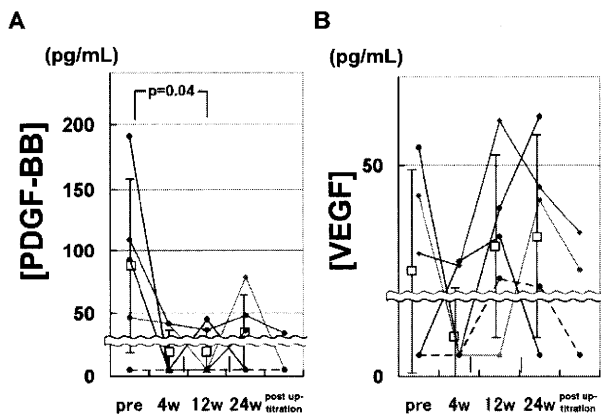 A
(pg/mL)
[PDGF-BB]
p=0.04
200
150
100
50
0
pre 4w 12w 24w post up-titration
B
(pg/mL)
[VEGF]
50
0
pre 4w 12w 24w post up-titration